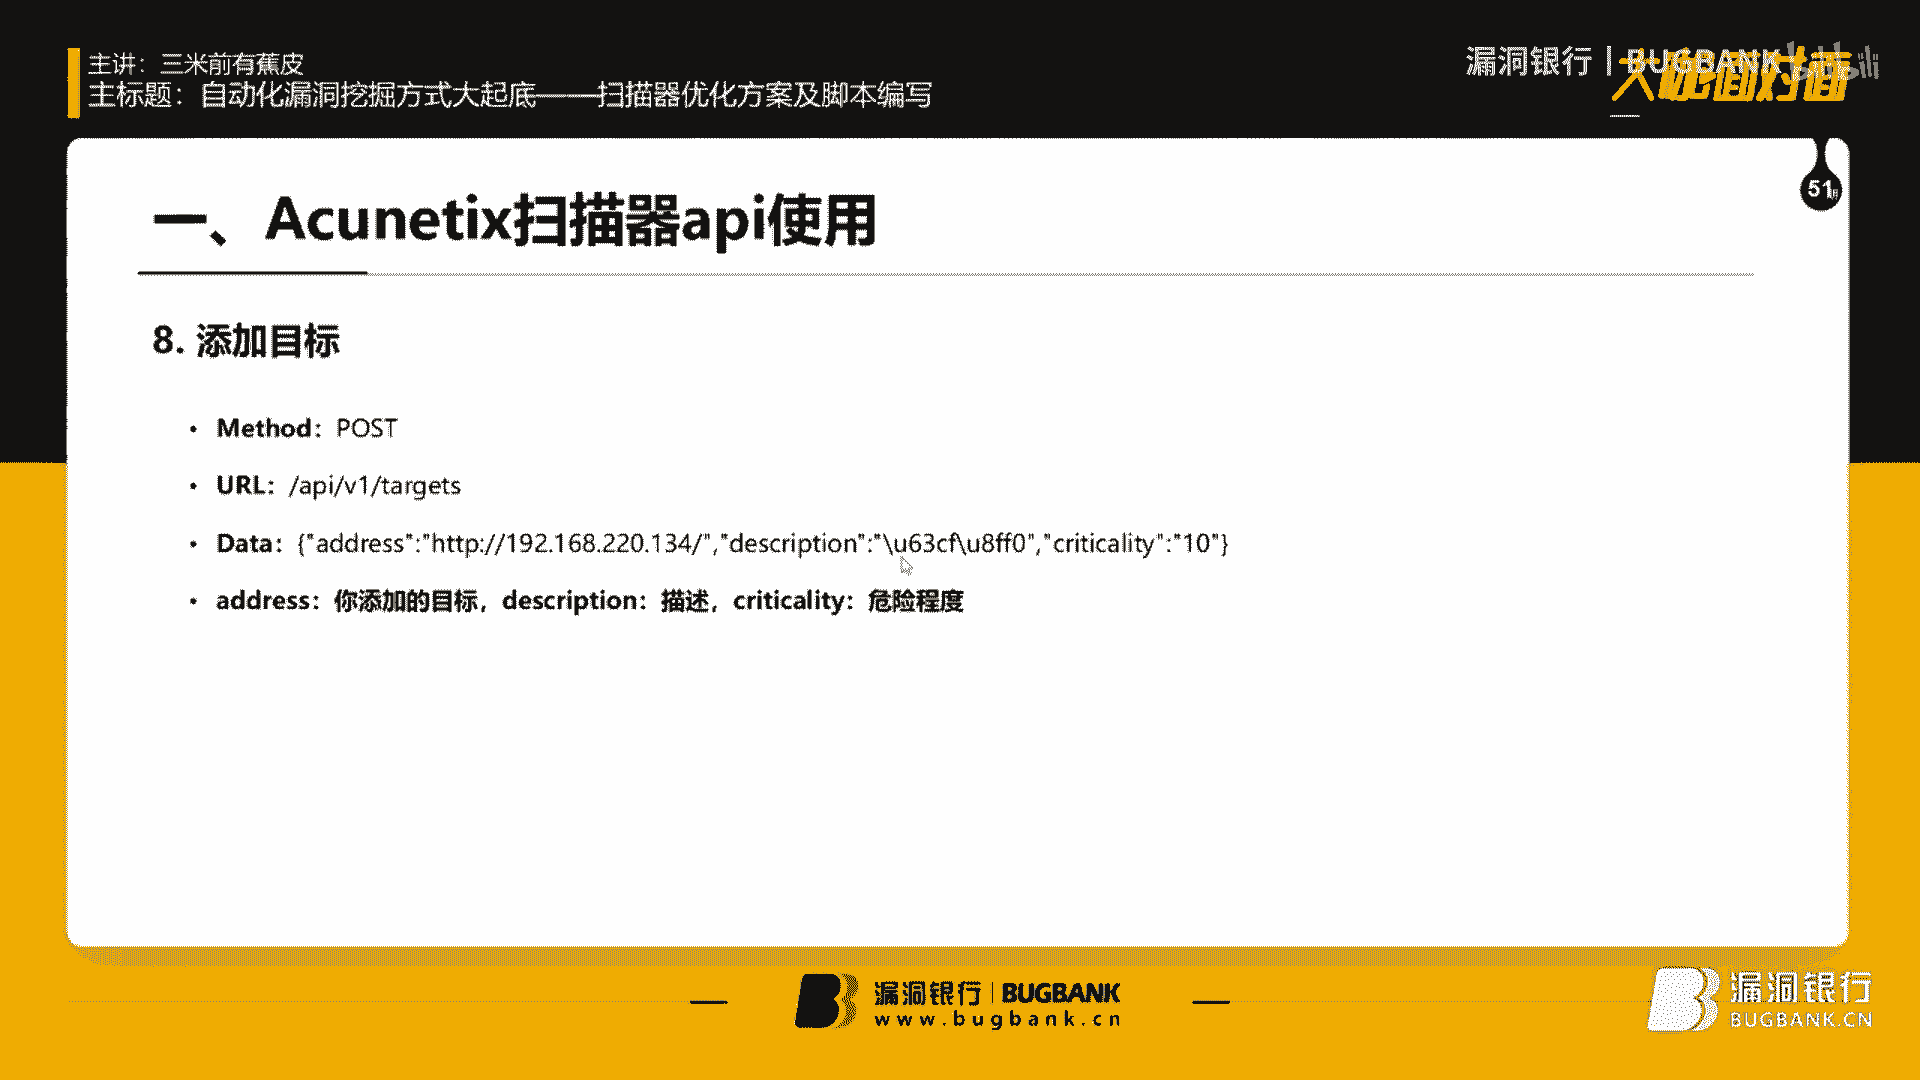 主讲：三米前有蕉皮
主标题：自动化漏洞挖掘方式大起底——扫描器优化方案及脚本编写
漏洞银行 | BUGBANK
大咖面对面
bilibili
51
一、Acunetix扫描器api使用
8. 添加目标
• Method：POST
• URL：/api/v1/targets
• Data：{"address":"http://192.168.220.134/","description":"\u63cf\u8ff0","criticality":"10"}
• address：你添加的目标，description：描述，criticality：危险程度
漏洞银行 | BUGBANK
www.bugbank.cn
漏洞银行
BUGBANK.CN